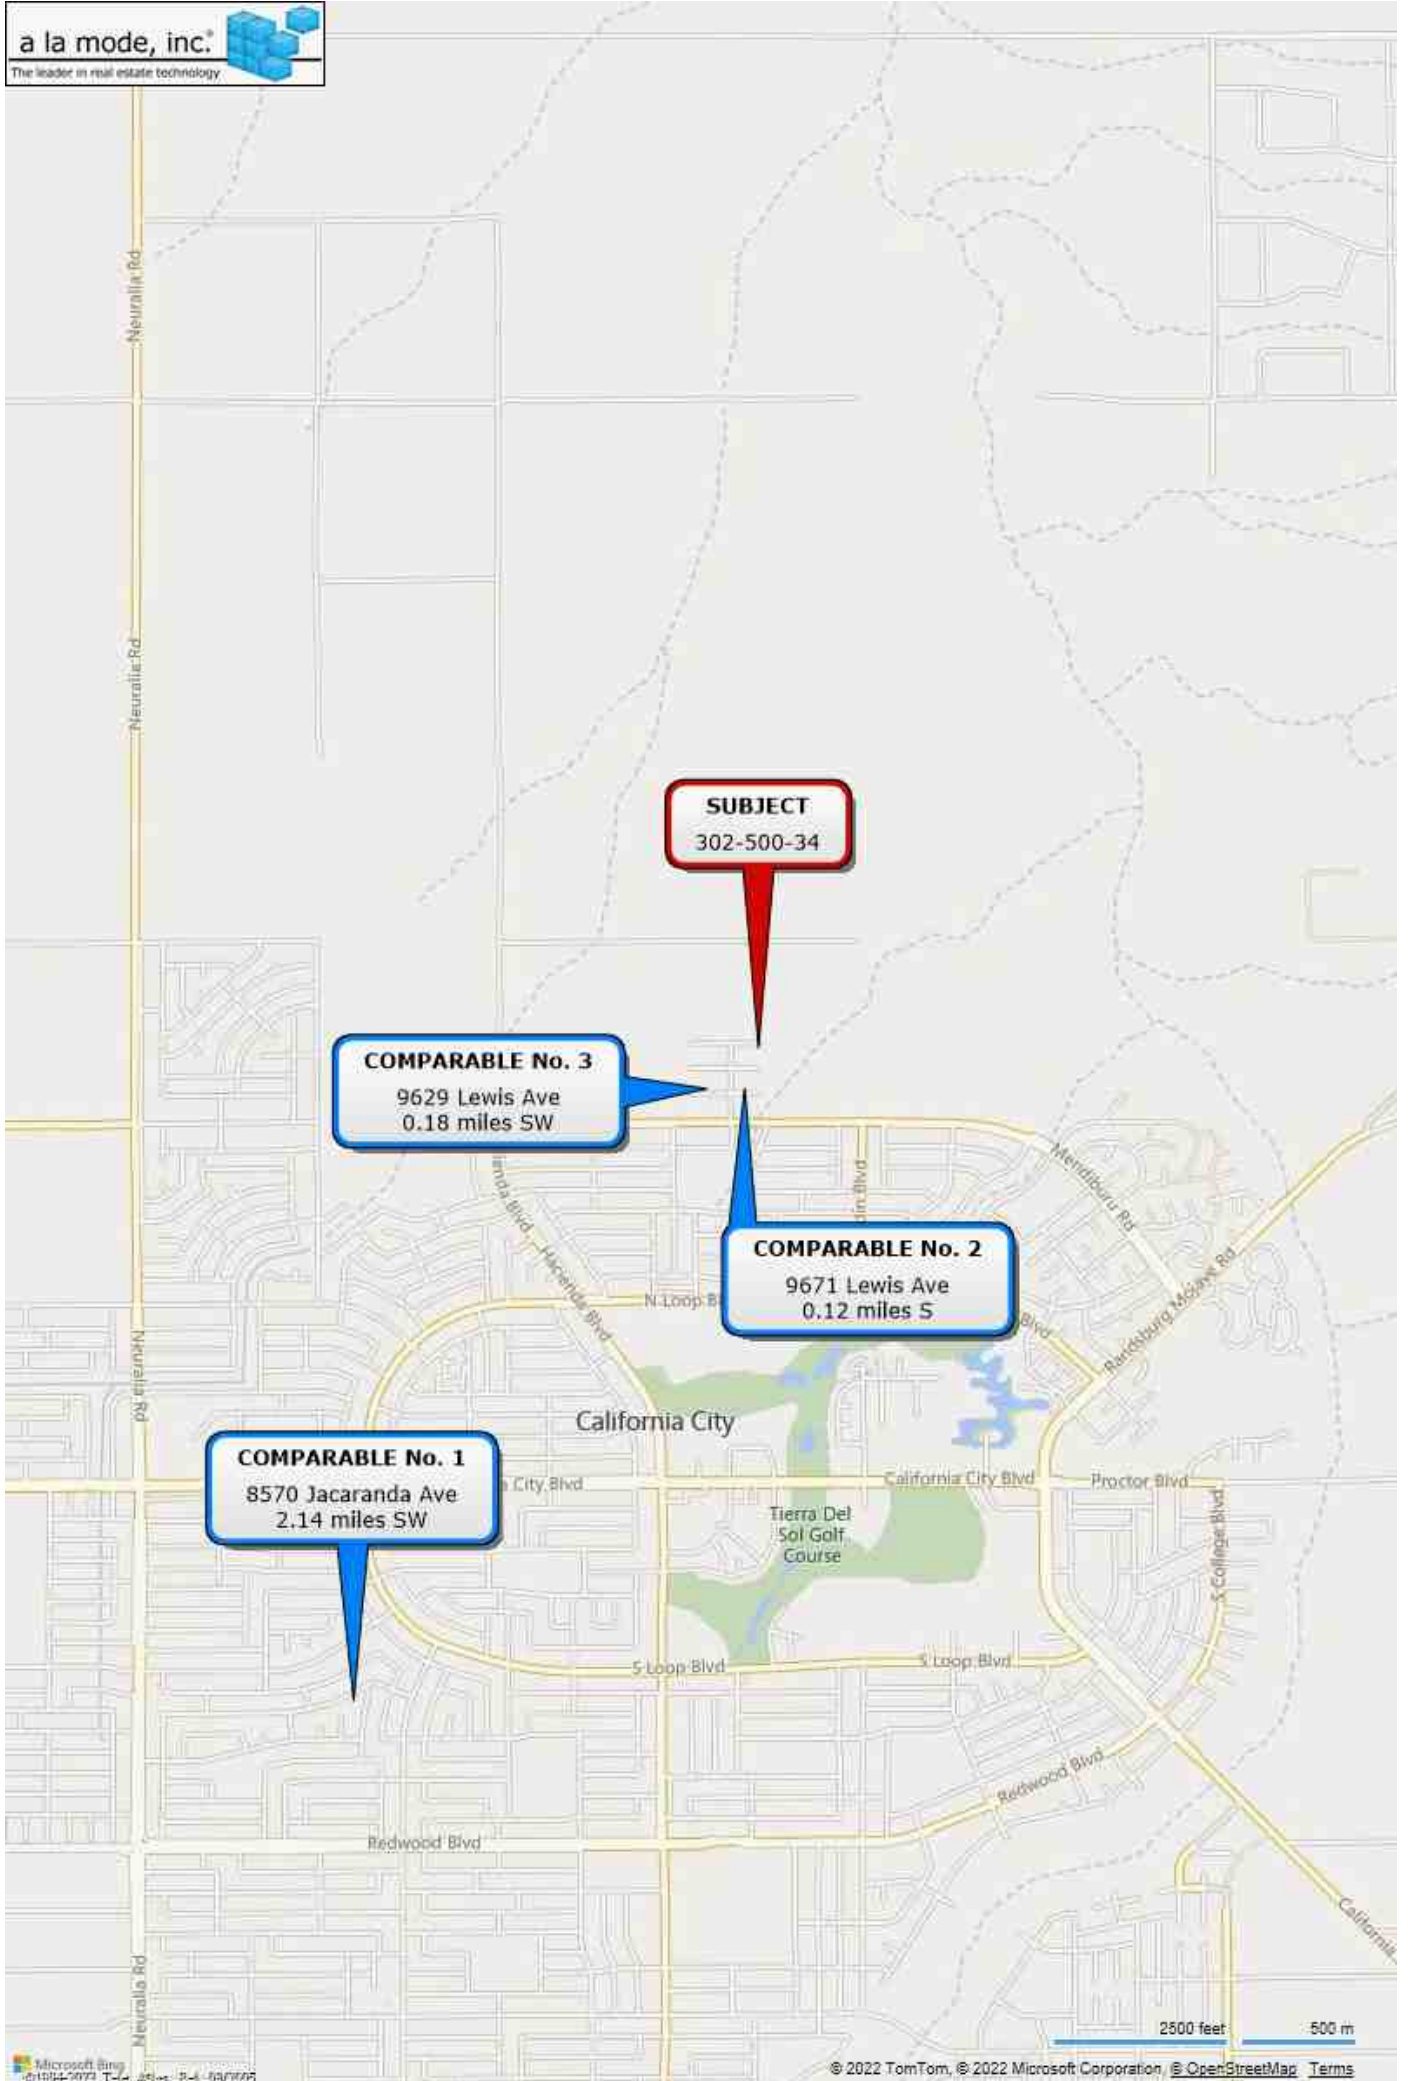 a la mode, inc.®
The leader in real estate technology
Neuralia Rd
Neuralia Rd
SUBJECT
302-500-34
COMPARABLE No. 3
9629 Lewis Ave
0.18 miles SW
Mendiburu Rd
COMPARABLE No. 2
9671 Lewis Ave
0.12 miles S
Hacienda Blvd
N Loop
Blvd
Randsburg Mojave Rd
Neuralia Rd
California City
COMPARABLE No. 1
8570 Jacaranda Ave
2.14 miles SW
City Blvd
California City Blvd
Proctor Blvd
Tierra Del
Sol Golf
Course
S College Blvd
S Loop Blvd
S Loop Blvd
Redwood Blvd
Redwood Blvd
California
Neuralia Rd
2500 feet
500 m
Microsoft Bing
© 2022 TomTom, © 2022 Microsoft Corporation, © OpenStreetMap Terms